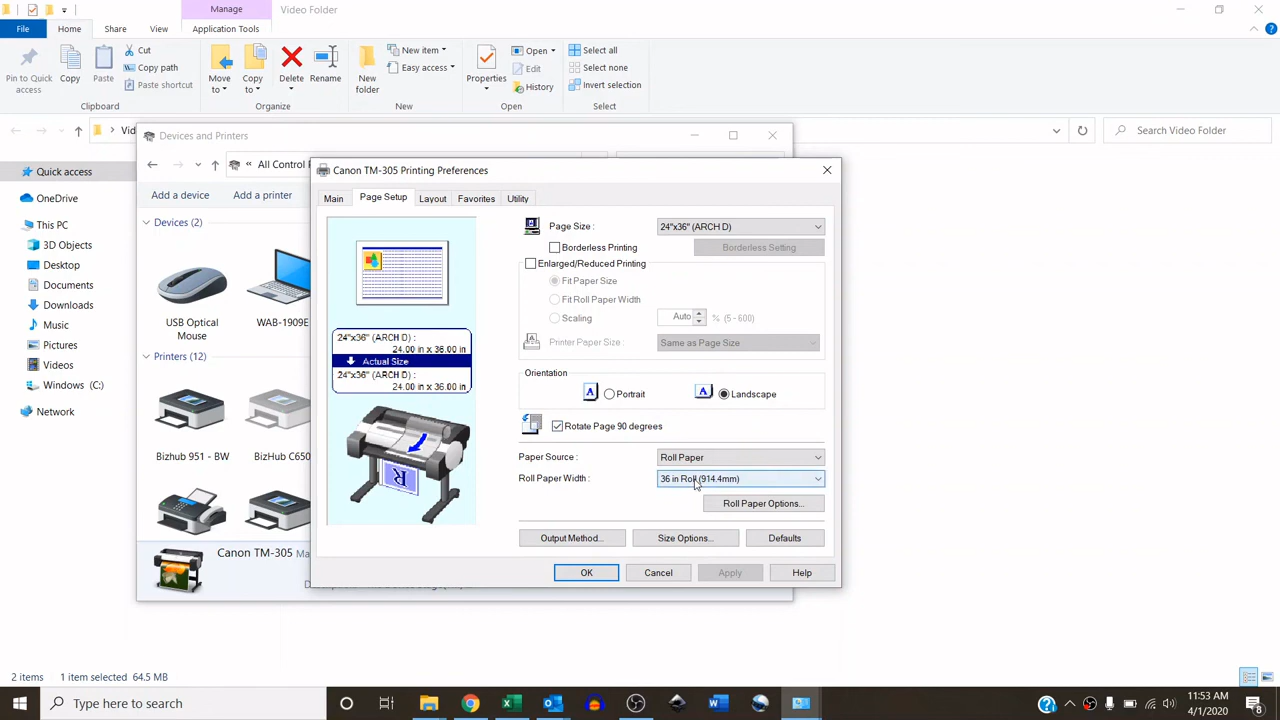 Manage
Video Folder
File
Home
Share
View
Application Tools
Pin to Quick access
Copy
Paste
Cut
Copy path
Paste shortcut
Clipboard
Move to
Copy to
Delete
Rename
Organize
New folder
New item
Easy access
New
Properties
Open
Edit
History
Open
Select all
Select none
Invert selection
Select
Search Video Folder
Quick access
OneDrive
This PC
3D Objects
Desktop
Documents
Downloads
Music
Pictures
Videos
Windows (C:)
Network
Devices and Printers
Add a device
Add a printer
Devices (2)
USB Optical Mouse
WAB-1909E
Printers (12)
Bizhub 951 - BW
BizHub C650
Canon TM-305
Canon TM-305 Printing Preferences
Main
Page Setup
Layout
Favorites
Utility
24"x36" (ARCH D) :
24.00 in x 36.00 in
Actual Size
24"x36" (ARCH D) :
24.00 in x 36.00 in
Page Size :
24"x36" (ARCH D)
Borderless Printing
Borderless Setting
Enlarged/Reduced Printing
Fit Paper Size
Fit Roll Paper Width
Scaling
Auto
% (5 - 600)
Printer Paper Size :
Same as Page Size
Orientation
A
Portrait
A
Landscape
Rotate Page 90 degrees
Paper Source :
Roll Paper
Roll Paper Width :
36 in Roll (914.4mm)
Roll Paper Options...
Output Method...
Size Options...
Defaults
OK
Cancel
Apply
Help
2 items
1 item selected
64.5 MB
Type here to search
11:53 AM
4/1/2020
8